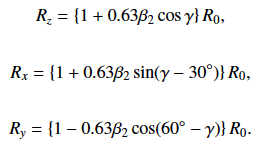 R_z = {1 + 0.63β_2 cos γ} R_0,
R_x = {1 + 0.63β_2 sin(γ − 30°)} R_0,
R_y = {1 − 0.63β_2 cos(60° − γ)} R_0.